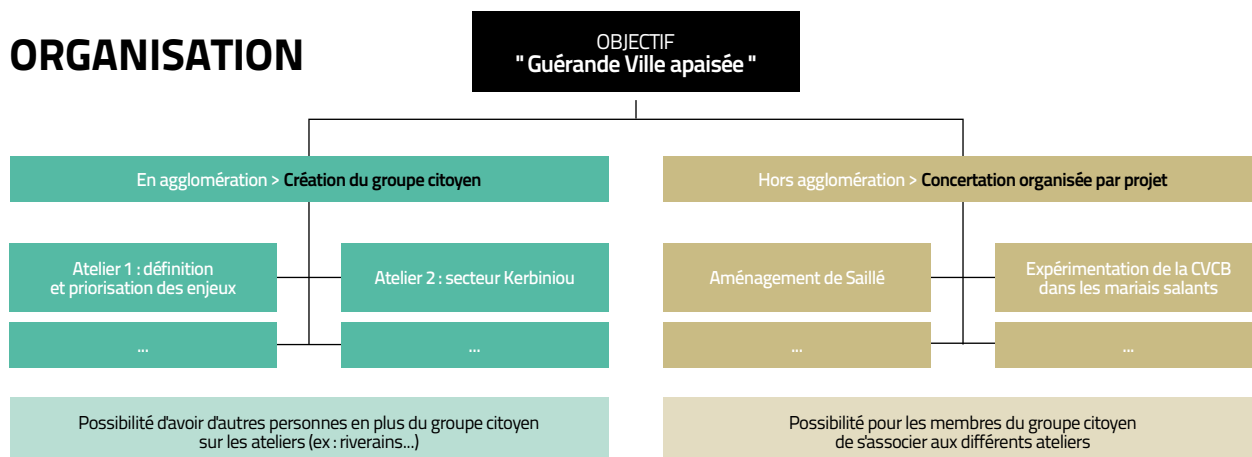 ORGANISATION
OBJECTIF
" Guérande Ville apaisée "
En agglomération > Création du groupe citoyen
Hors agglomération > Concertation organisée par projet
Atelier 1 : définition
et priorisation des enjeux
Atelier 2 : secteur Kerbiniou
Aménagement de Saillé
Expérimentation de la CVCB
dans les mariais salants
...
...
...
...
Possibilité d'avoir d'autres personnes en plus du groupe citoyen
sur les ateliers (ex : riverains...)
Possibilité pour les membres du groupe citoyen
de s'associer aux différents ateliers